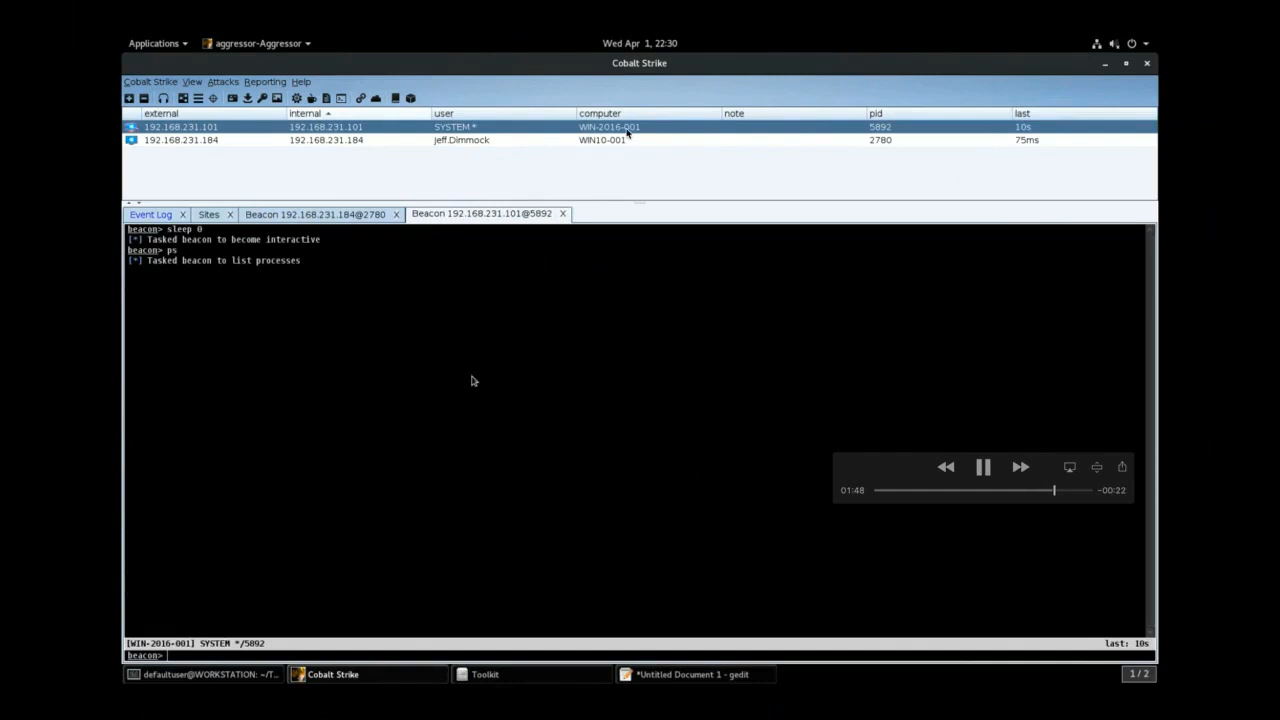 Applications aggressor-Aggressor Wed Apr 1, 22:30
Cobalt Strike
Cobalt Strike View Attacks Reporting Help
external internal user computer note pid last
192.168.231.101 192.168.231.101 SYSTEM * WIN-2016-001 5892 10s
192.168.231.184 192.168.231.184 Jeff.Dimmock WIN10-001 2780 75ms
Event Log X Sites X Beacon 192.168.231.184@2780 X Beacon 192.168.231.101@5892 X
beacon> sleep 0
[*] Tasked beacon to become interactive
beacon> ps
[*] Tasked beacon to list processes
01:48 -00:22
[WIN-2016-001] SYSTEM */5892 last: 10s
beacon>
defaultuser@WORKSTATION: ~/T... Cobalt Strike Toolkit *Untitled Document 1 - gedit 1 / 2